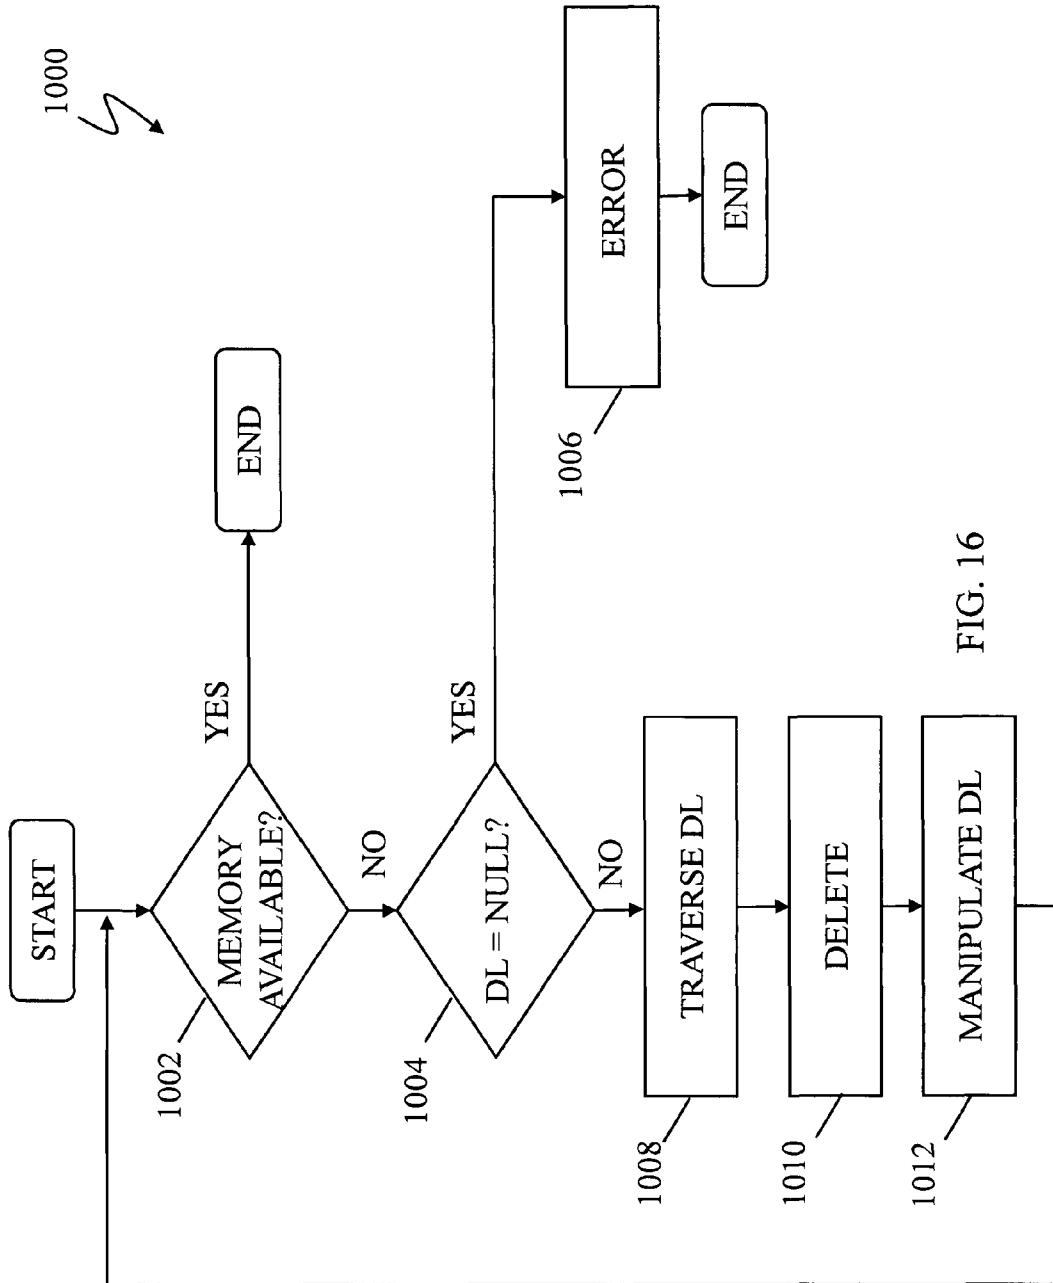 1000
START
1002
MEMORY
AVAILABLE?
YES
END
NO
1004
DL = NULL?
YES
1006
ERROR
END
NO
1008
TRAVERSE DL
1010
DELETE
1012
MANIPULATE DL
FIG. 16